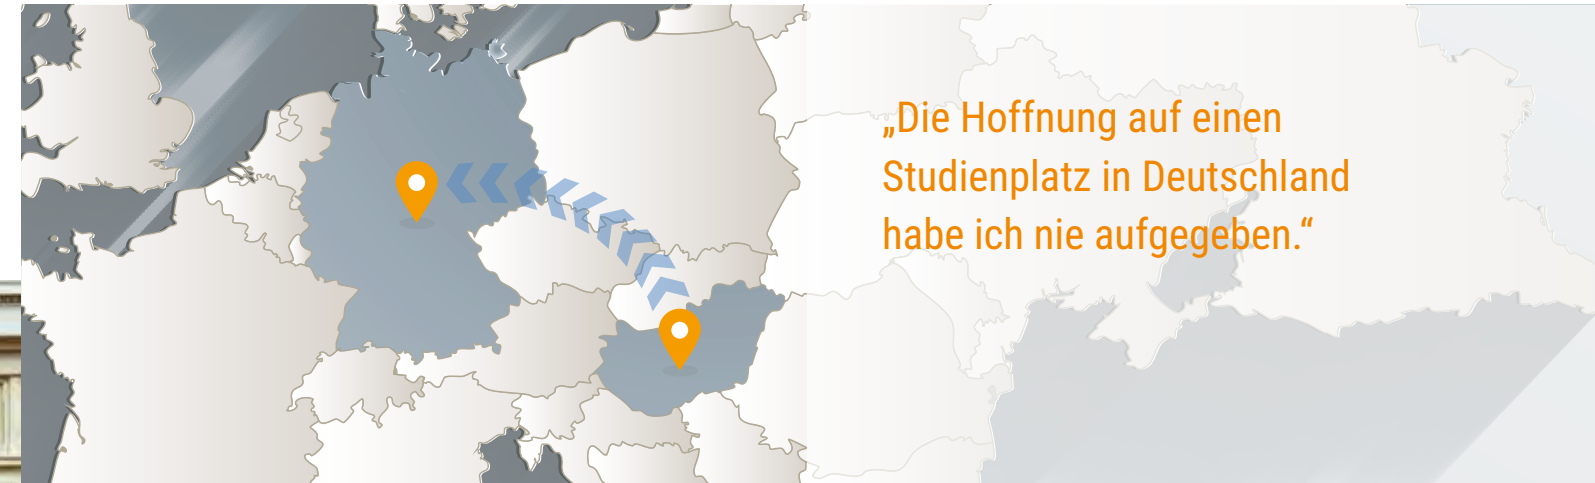 „Die Hoffnung auf einen
Studienplatz in Deutschland
habe ich nie aufgegeben.“